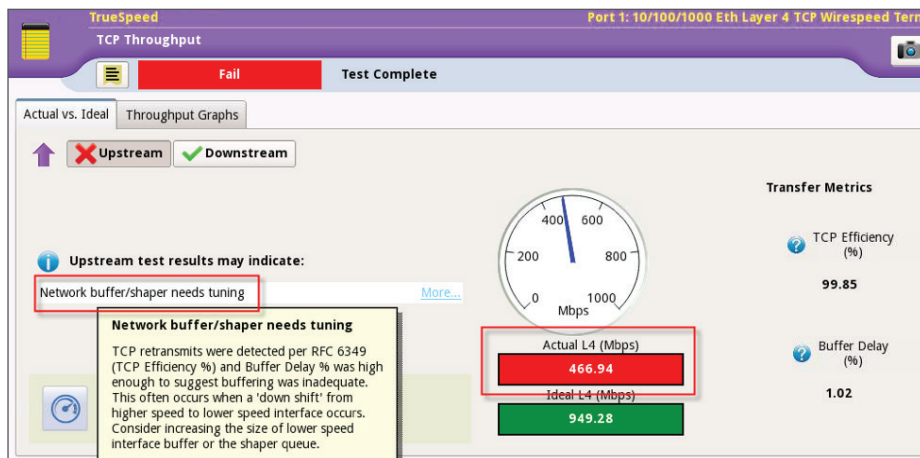 TrueSpeed
Port 1: 10/100/1000 Eth Layer 4 TCP Wirespeed Term
TCP Throughput
Fail
Test Complete
Actual vs. Ideal
Throughput Graphs
Upstream
Downstream
Transfer Metrics
400
600
200
800
0
1000
Mbps
TCP Efficiency
(%)
99.85
Upstream test results may indicate:
Network buffer/shaper needs tuning
More...
Network buffer/shaper needs tuning
TCP retransmits were detected per RFC 6349
(TCP Efficiency %) and Buffer Delay % was high
enough to suggest buffering was inadequate.
This often occurs when a 'down shift' from
higher speed to lower speed interface occurs.
Consider increasing the size of lower speed
interface buffer or the shaper queue.
Actual L4 (Mbps)
466.94
Ideal L4 (Mbps)
949.28
Buffer Delay
(%)
1.02